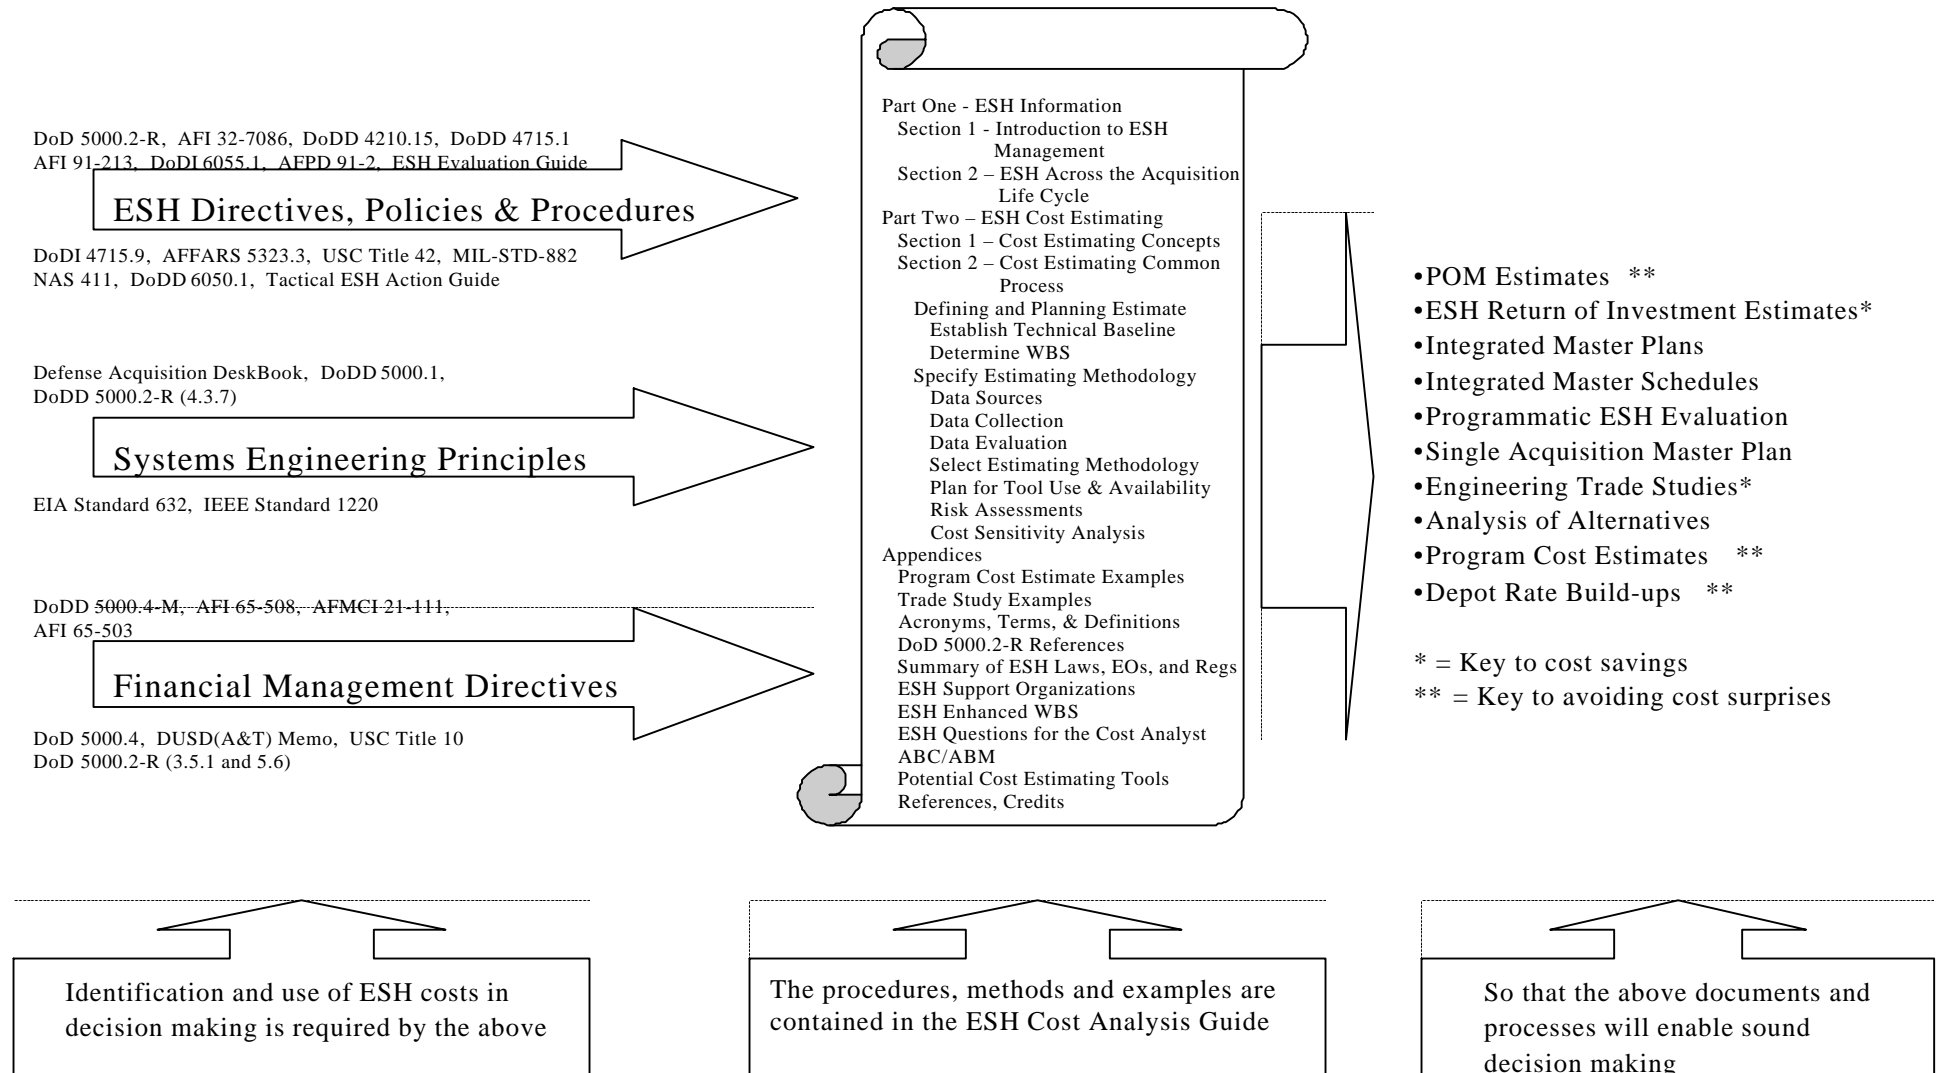 DoD 5000.2-R, AFI 32-7086, DoDD 4210.15, DoDD 4715.1
AFI 91-213, DoDI 6055.1, AFPD 91-2, ESH Evaluation Guide
ESH Directives, Policies & Procedures
DoDI 4715.9, AFFARS 5323.3, USC Title 42, MIL-STD-882
NAS 411, DoDD 6050.1, Tactical ESH Action Guide
Defense Acquisition DeskBook, DoDD 5000.1,
DoDD 5000.2-R (4.3.7)
Systems Engineering Principles
EIA Standard 632, IEEE Standard 1220
DoDD 5000.4-M, AFI 65-508, AFMCI 21-111,
AFI 65-503
Financial Management Directives
DoD 5000.4, DUSD(A&T) Memo, USC Title 10
DoD 5000.2-R (3.5.1 and 5.6)
Part One - ESH Information
Section 1 - Introduction to ESH
Management
Section 2 – ESH Across the Acquisition
Life Cycle
Part Two – ESH Cost Estimating
Section 1 – Cost Estimating Concepts
Section 2 – Cost Estimating Common
Process
Defining and Planning Estimate
Establish Technical Baseline
Determine WBS
Specify Estimating Methodology
Data Sources
Data Collection
Data Evaluation
Select Estimating Methodology
Plan for Tool Use & Availability
Risk Assessments
Cost Sensitivity Analysis
Appendices
Program Cost Estimate Examples
Trade Study Examples
Acronyms, Terms, & Definitions
DoD 5000.2-R References
Summary of ESH Laws, EOs, and Regs
ESH Support Organizations
ESH Enhanced WBS
ESH Questions for the Cost Analyst
ABC/ABM
Potential Cost Estimating Tools
References, Credits
•POM Estimates **
•ESH Return of Investment Estimates*
•Integrated Master Plans
•Integrated Master Schedules
•Programmatic ESH Evaluation
•Single Acquisition Master Plan
•Engineering Trade Studies*
•Analysis of Alternatives
•Program Cost Estimates **
•Depot Rate Build-ups **
* = Key to cost savings
** = Key to avoiding cost surprises
Identification and use of ESH costs in
decision making is required by the above
The procedures, methods and examples are
contained in the ESH Cost Analysis Guide
So that the above documents and
processes will enable sound
decision making